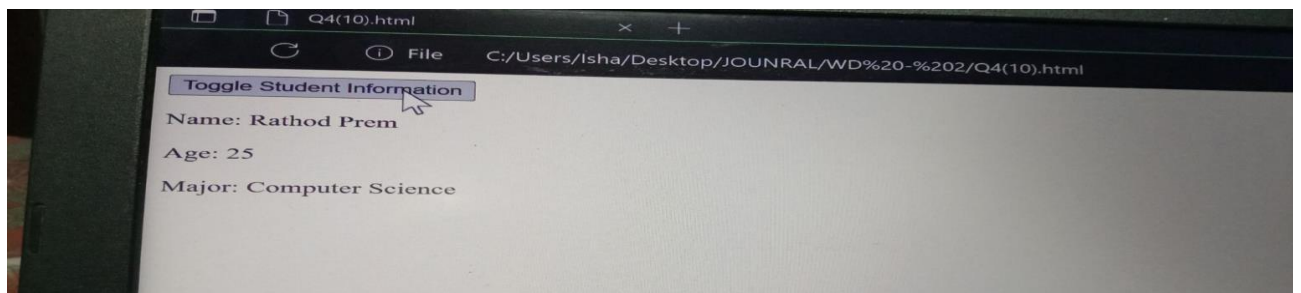 Q4(10).html
File C:/Users/Isha/Desktop/JOUNRAL/WD%20-%202/Q4(10).html
Toggle Student Information
Name: Rathod Prem
Age: 25
Major: Computer Science